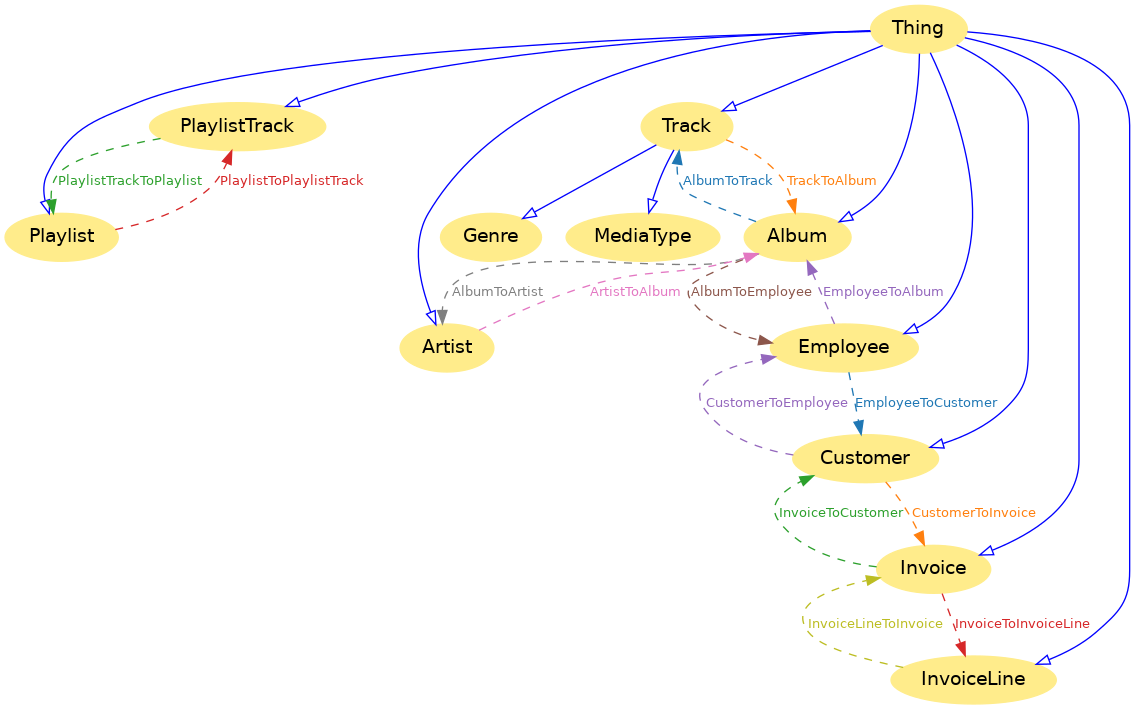 Thing
PlaylistTrack
Track
PlaylistTrackToPlaylist
PlaylistToPlaylistTrack
AlbumToTrack
TrackToAlbum
Playlist
Genre
MediaType
Album
AlbumToArtist
ArtistToAlbum
AlbumToEmployee
EmployeeToAlbum
Artist
Employee
CustomerToEmployee
EmployeeToCustomer
Customer
InvoiceToCustomer
CustomerToInvoice
Invoice
InvoiceLineToInvoice
InvoiceToInvoiceLine
InvoiceLine